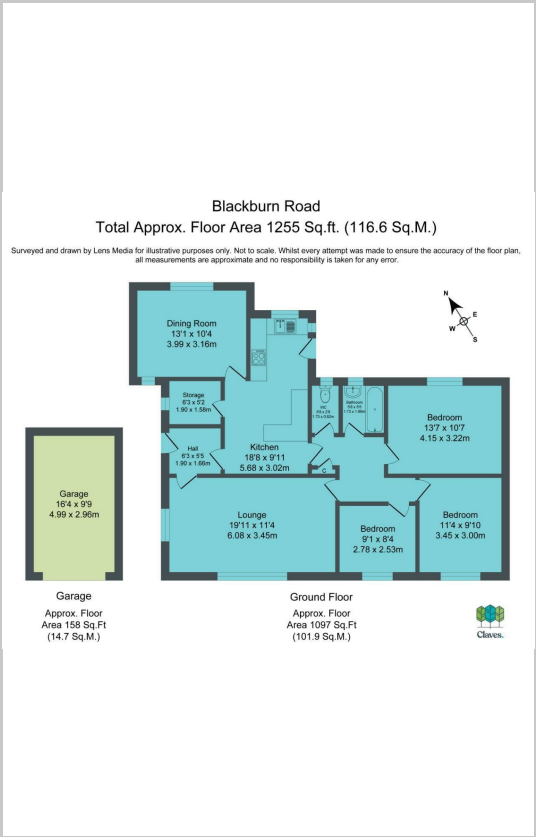 Blackburn Road
Total Approx. Floor Area 1255 Sq.ft. (116.6 Sq.M.)
Surveyed and drawn by Lens Media for illustrative purposes only. Not to scale. Whilst every attempt was made to ensure the accuracy of the floor plan,
all measurements are approximate and no responsibility is taken for any error.
N
E
W
S
Dining Room
13'1 x 10'4
3.99 x 3.16m
Storage
6'3 x 5'2
1.90 x 1.58m
WC
Bathroom
Bedroom
13'7 x 10'7
4.15 x 3.22m
Hall
6'3 x 5'5
1.90 x 1.66m
Kitchen
18'8 x 9'11
5.68 x 3.02m
C
Garage
16'4 x 9'9
4.99 x 2.96m
Lounge
19'11 x 11'4
6.08 x 3.45m
Bedroom
9'1 x 8'4
2.78 x 2.53m
Bedroom
11'4 x 9'10
3.45 x 3.00m
Garage
Approx. Floor
Area 158 Sq.Ft
(14.7 Sq.M.)
Ground Floor
Approx. Floor
Area 1097 Sq.Ft
(101.9 Sq.M.)
Claves.